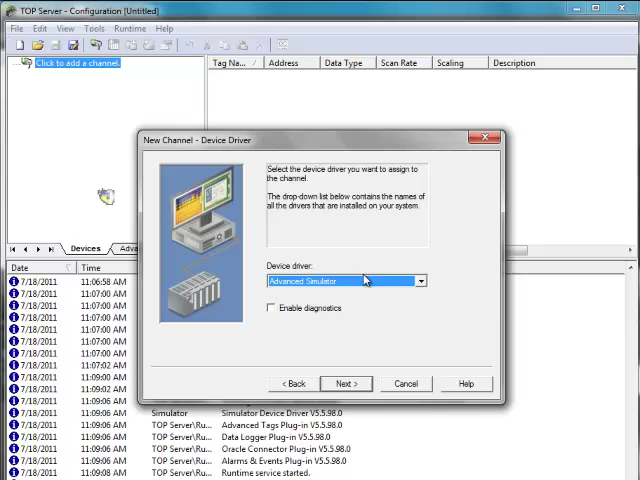 TOP Server - Configuration [Untitled]
File Edit View Tools Runtime Help
Click to add a channel.
Tag Na... Address Data Type Scan Rate Scaling Description
New Channel - Device Driver
Select the device driver you want to assign to
the channel.
The drop-down list below contains the names of
all the drivers that are installed on your system.
Device driver:
Advanced Simulator
Enable diagnostics
< Back Next > Cancel Help
Devices Adva
Date Time
7/18/2011 11:06:58 AM
7/18/2011 11:07:00 AM
7/18/2011 11:07:00 AM
7/18/2011 11:07:00 AM
7/18/2011 11:07:00 AM
7/18/2011 11:07:00 AM
7/18/2011 11:07:00 AM
7/18/2011 11:07:02 AM
7/18/2011 11:09:00 AM
7/18/2011 11:09:02 AM
7/18/2011 11:09:06 AM
7/18/2011 11:09:06 AM Simulator Simulator Device Driver V5.5.98.0
7/18/2011 11:09:06 AM TOP Server\Ru... Advanced Tags Plug-in V5.5.98.0
7/18/2011 11:09:06 AM TOP Server\Ru... Data Logger Plug-in V5.5.98.0
7/18/2011 11:09:06 AM TOP Server\Ru... Oracle Connector Plug-in V5.5.98.0
7/18/2011 11:09:06 AM TOP Server\Ru... Alarms & Events Plug-in V5.5.98.0
7/18/2011 11:09:06 AM TOP Server\Ru... Runtime service started.